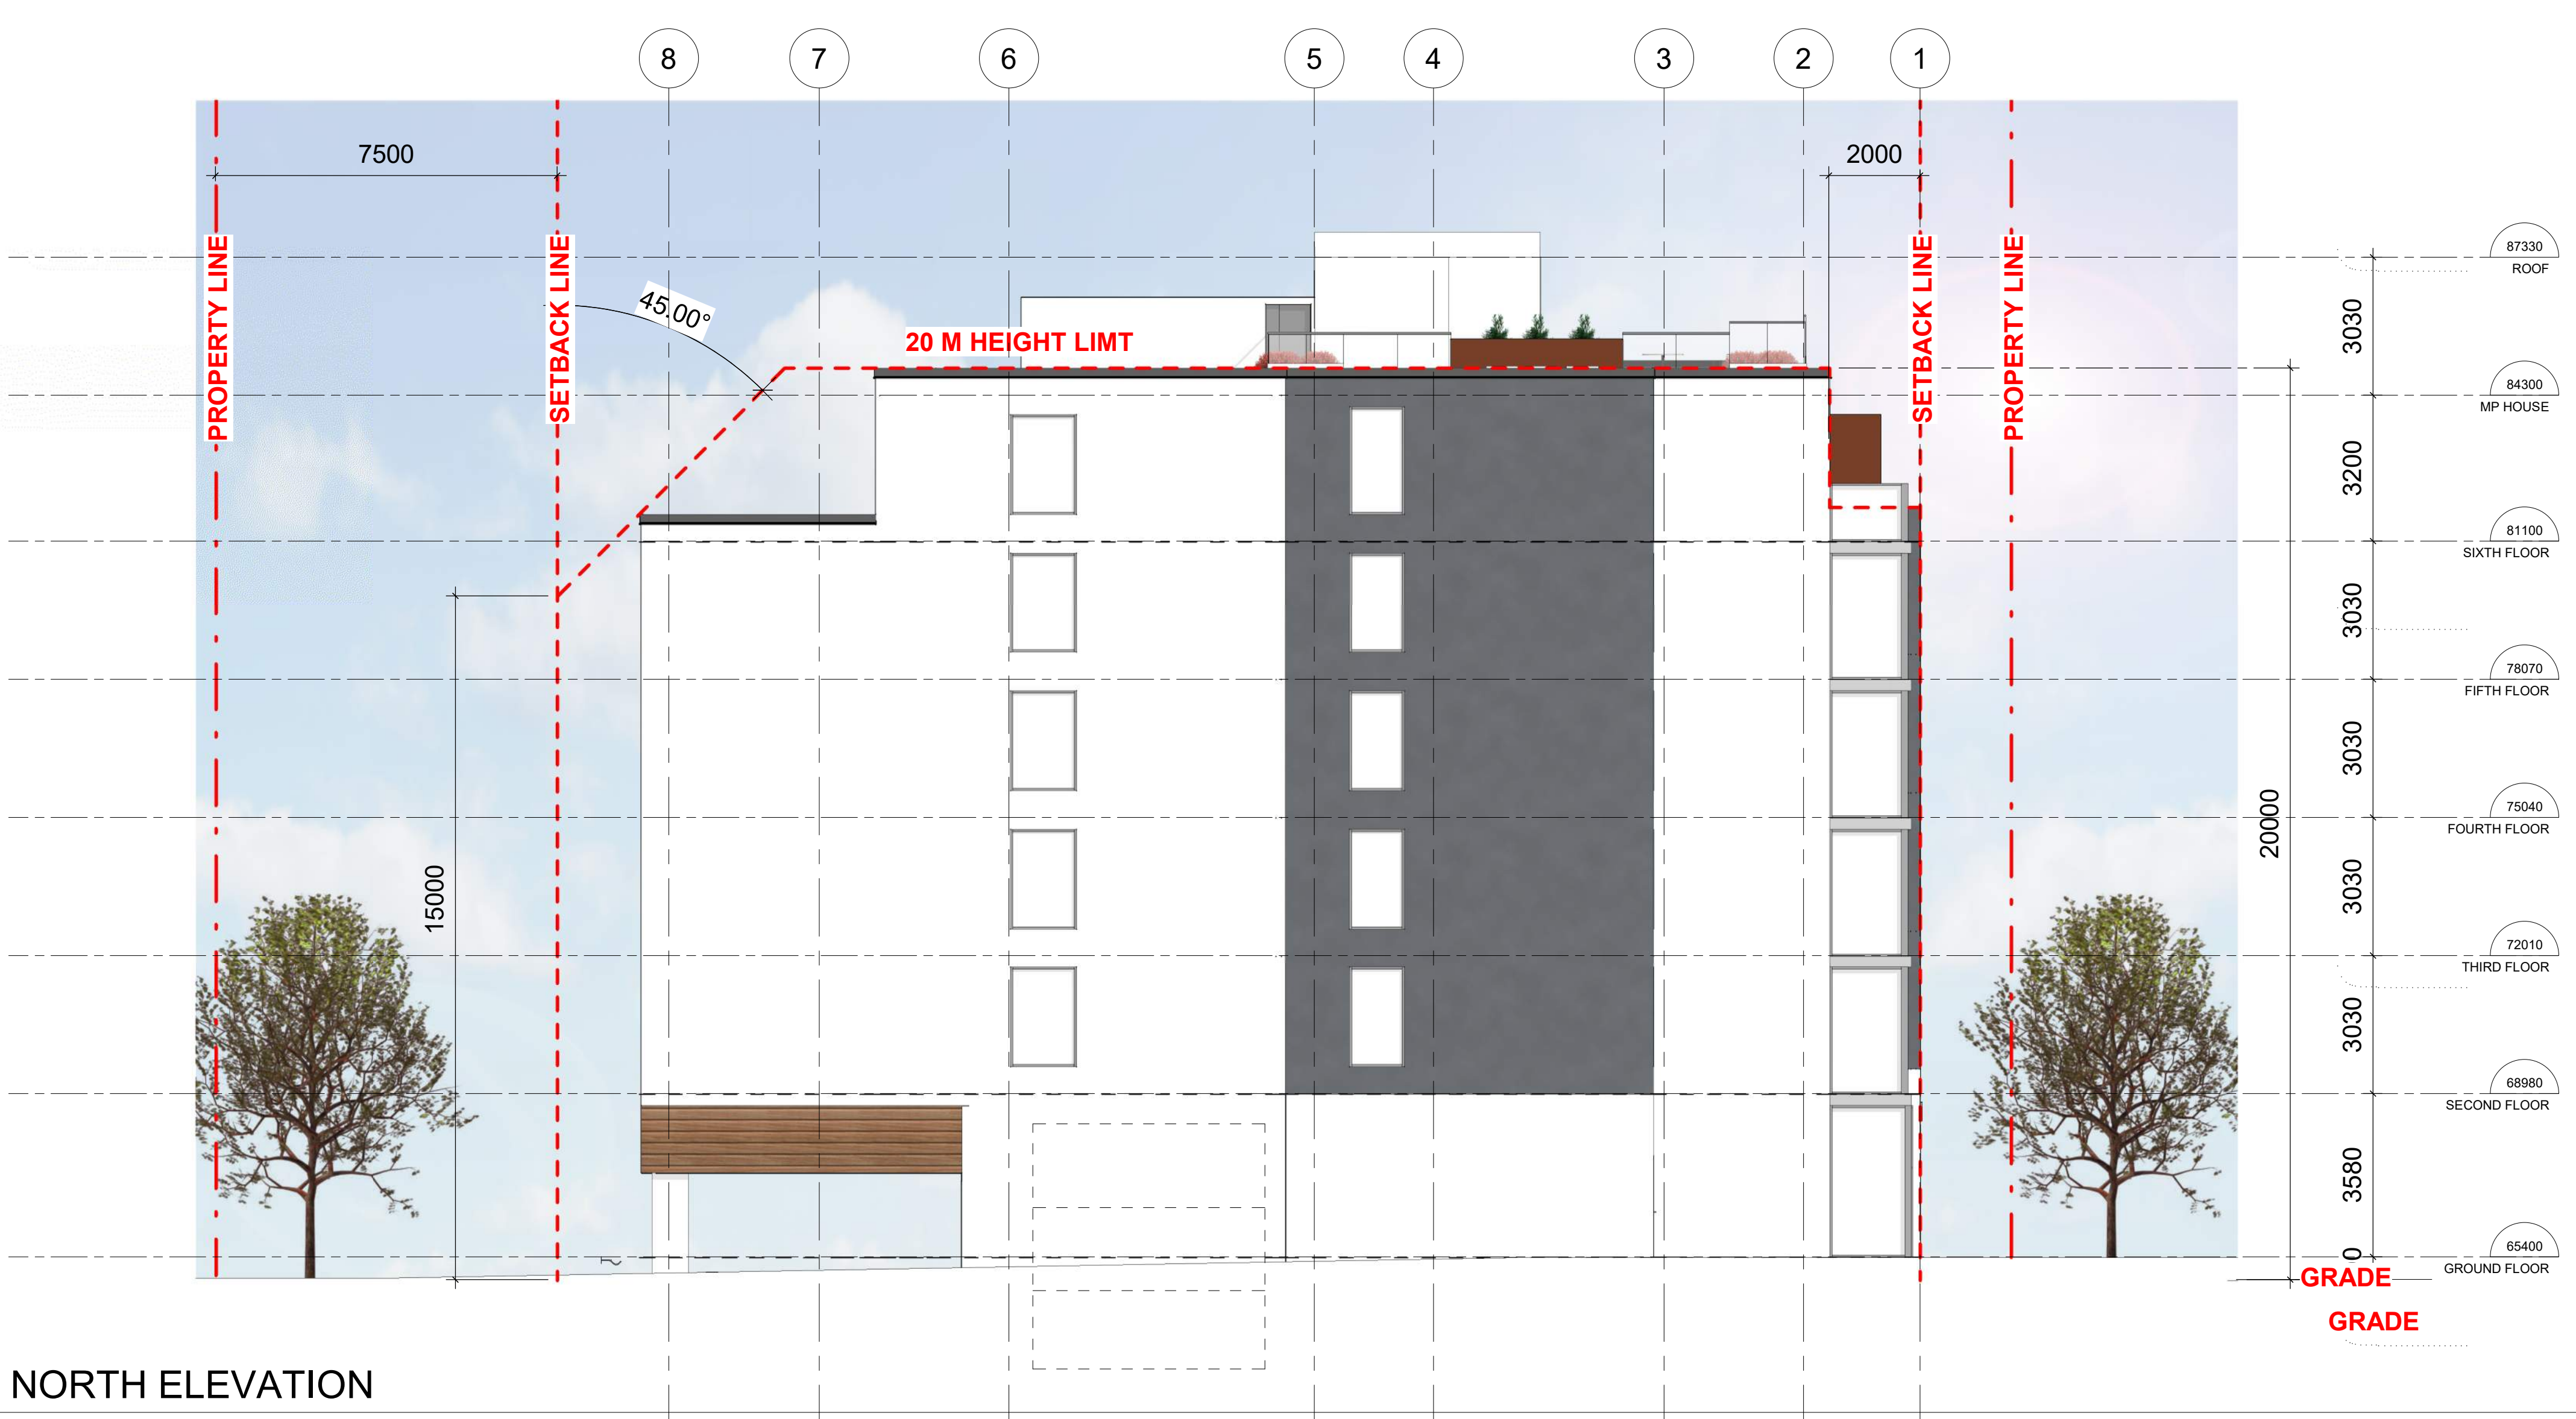 8
7
6
5
4
3
2
1
7500
2000
PROPERTY LINE
SETBACK LINE
SETBACK LINE
PROPERTY LINE
45.00°
20 M HEIGHT LIMT
87330
ROOF
3030
84300
MP HOUSE
3200
81100
SIXTH FLOOR
3030
78070
FIFTH FLOOR
3030
75040
FOURTH FLOOR
20000
15000
3030
72010
THIRD FLOOR
3030
68980
SECOND FLOOR
3580
65400
GROUND FLOOR
0
GRADE
GRADE
NORTH ELEVATION